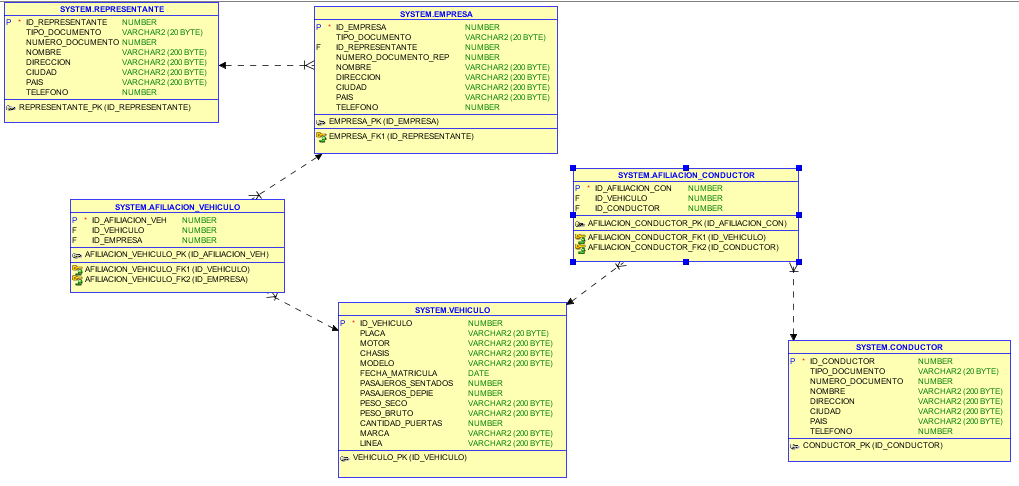 SYSTEM.REPRESENTANTE
P * ID_REPRESENTANTE NUMBER
TIPO_DOCUMENTO VARCHAR2 (20 BYTE)
NUMERO_DOCUMENTO NUMBER
NOMBRE VARCHAR2 (200 BYTE)
DIRECCION VARCHAR2 (200 BYTE)
CIUDAD VARCHAR2 (200 BYTE)
PAIS VARCHAR2 (200 BYTE)
TELEFONO NUMBER
REPRESENTANTE_PK (ID_REPRESENTANTE)
SYSTEM.EMPRESA
P * ID_EMPRESA NUMBER
TIPO_DOCUMENTO VARCHAR2 (20 BYTE)
F ID_REPRESENTANTE NUMBER
NUMERO_DOCUMENTO_REP NUMBER
NOMBRE VARCHAR2 (200 BYTE)
DIRECCION VARCHAR2 (200 BYTE)
CIUDAD VARCHAR2 (200 BYTE)
PAIS VARCHAR2 (200 BYTE)
TELEFONO NUMBER
EMPRESA_PK (ID_EMPRESA)
EMPRESA_FK1 (ID_REPRESENTANTE)
SYSTEM.AFILIACION_VEHICULO
P * ID_AFILIACION_VEH NUMBER
F ID_VEHICULO NUMBER
F ID_EMPRESA NUMBER
AFILIACION_VEHICULO_PK (ID_AFILIACION_VEH)
AFILIACION_VEHICULO_FK1 (ID_VEHICULO)
AFILIACION_VEHICULO_FK2 (ID_EMPRESA)
SYSTEM.AFILIACION_CONDUCTOR
P * ID_AFILIACION_CON NUMBER
F ID_VEHICULO NUMBER
F ID_CONDUCTOR NUMBER
AFILIACION_CONDUCTOR_PK (ID_AFILIACION_CON)
AFILIACION_CONDUCTOR_FK1 (ID_VEHICULO)
AFILIACION_CONDUCTOR_FK2 (ID_CONDUCTOR)
SYSTEM.VEHICULO
P * ID_VEHICULO NUMBER
PLACA VARCHAR2 (20 BYTE)
MOTOR VARCHAR2 (200 BYTE)
CHASIS VARCHAR2 (200 BYTE)
MODELO VARCHAR2 (200 BYTE)
FECHA_MATRICULA DATE
PASAJEROS_SENTADOS NUMBER
PASAJEROS_DEPIE NUMBER
PESO_SECO VARCHAR2 (200 BYTE)
PESO_BRUTO VARCHAR2 (200 BYTE)
CANTIDAD_PUERTAS NUMBER
MARCA VARCHAR2 (200 BYTE)
LINEA VARCHAR2 (200 BYTE)
VEHICULO_PK (ID_VEHICULO)
SYSTEM.CONDUCTOR
P * ID_CONDUCTOR NUMBER
TIPO_DOCUMENTO VARCHAR2 (20 BYTE)
NUMERO_DOCUMENTO NUMBER
NOMBRE VARCHAR2 (200 BYTE)
DIRECCION VARCHAR2 (200 BYTE)
CIUDAD VARCHAR2 (200 BYTE)
PAIS VARCHAR2 (200 BYTE)
TELEFONO NUMBER
CONDUCTOR_PK (ID_CONDUCTOR)